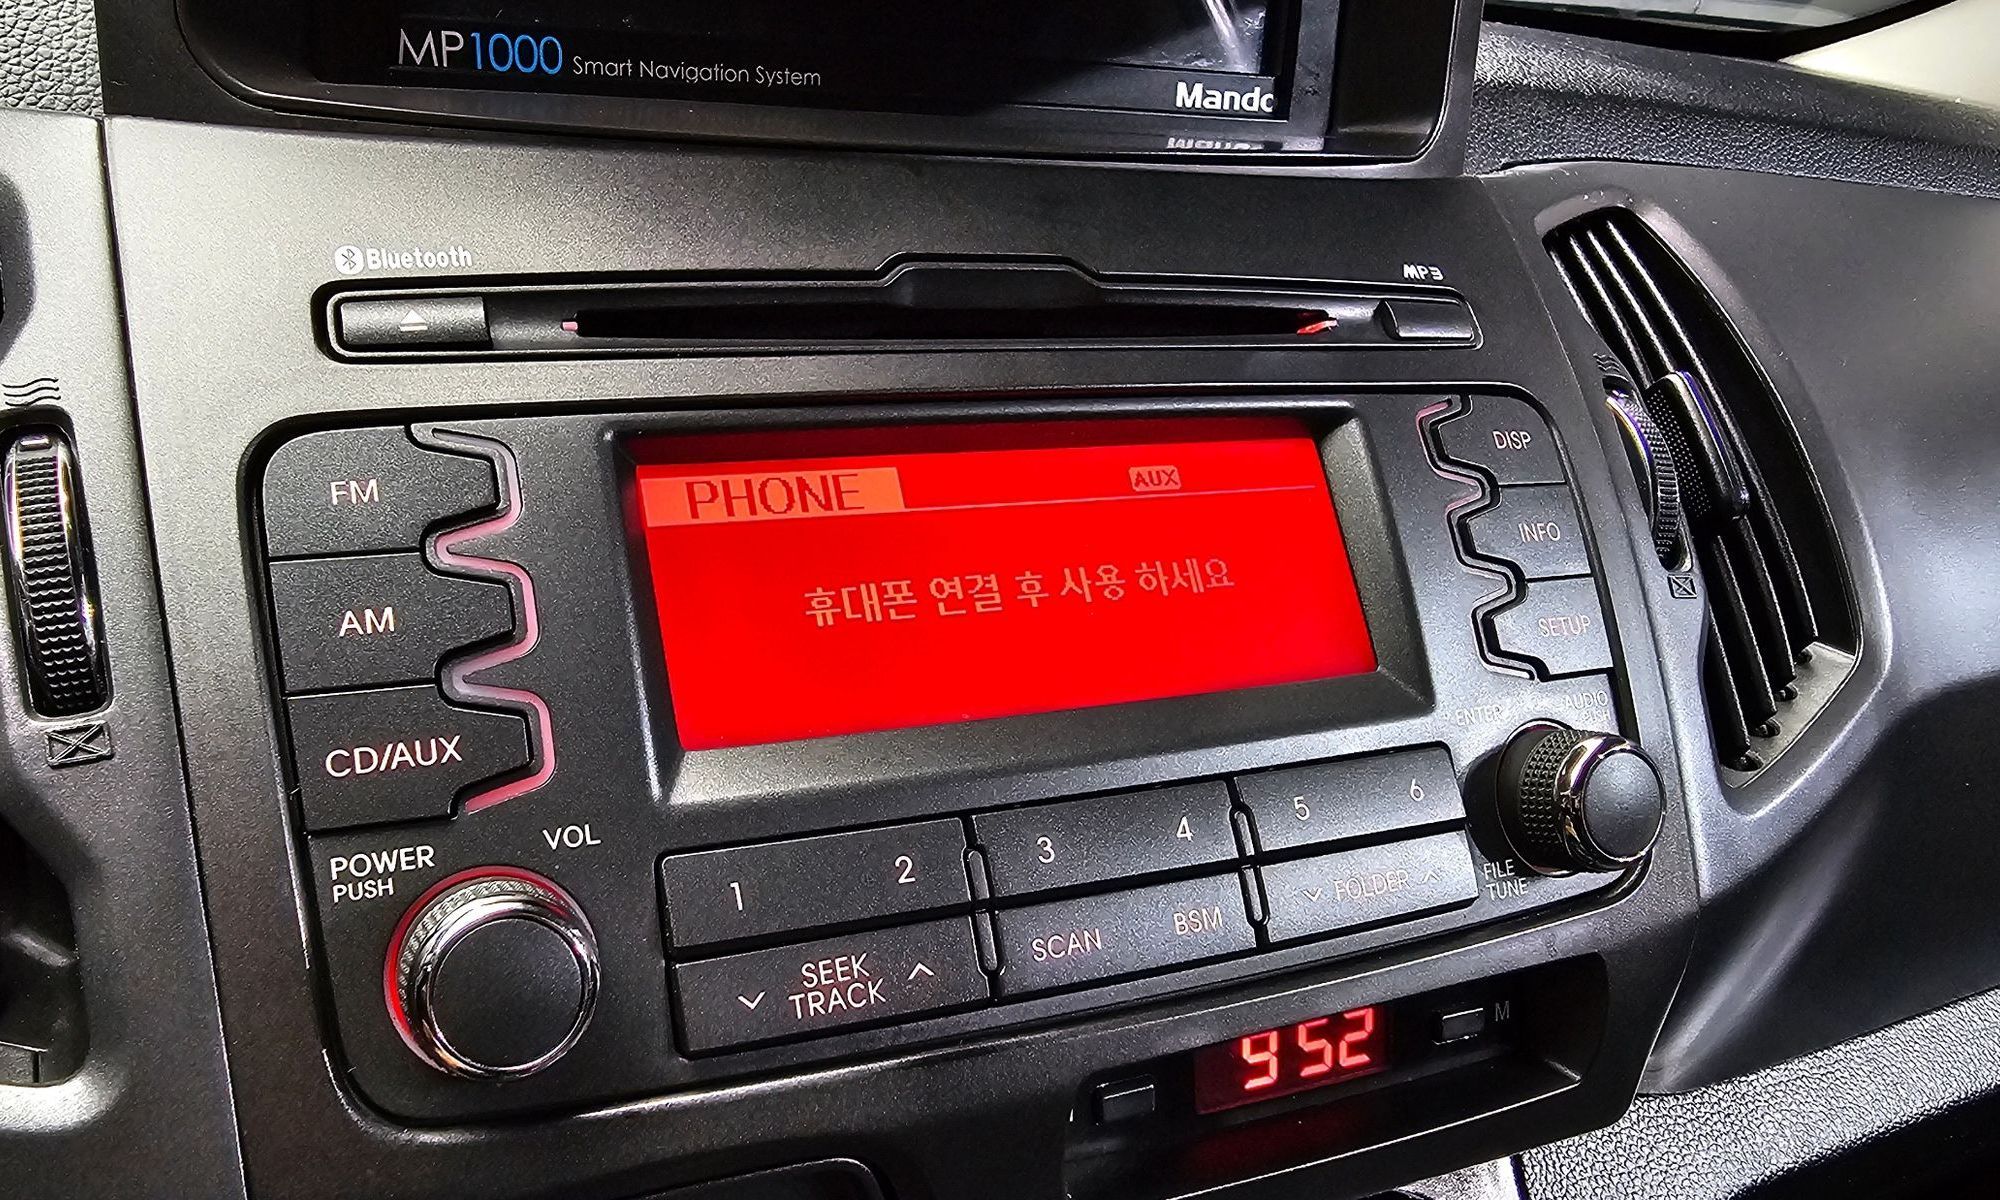 MP1000 Smart Navigation System
Mando
Bluetooth
MP3
FM
AM
CD/AUX
PHONE
AUX
휴대폰 연결 후 사용 하세요
DISP
INFO
SETUP
ENTER
AUDIO
POWER
PUSH
VOL
1
2
3
4
5
6
SEEK
TRACK
SCAN
BSM
FOLDER
FILE
TUNE
9 52
M